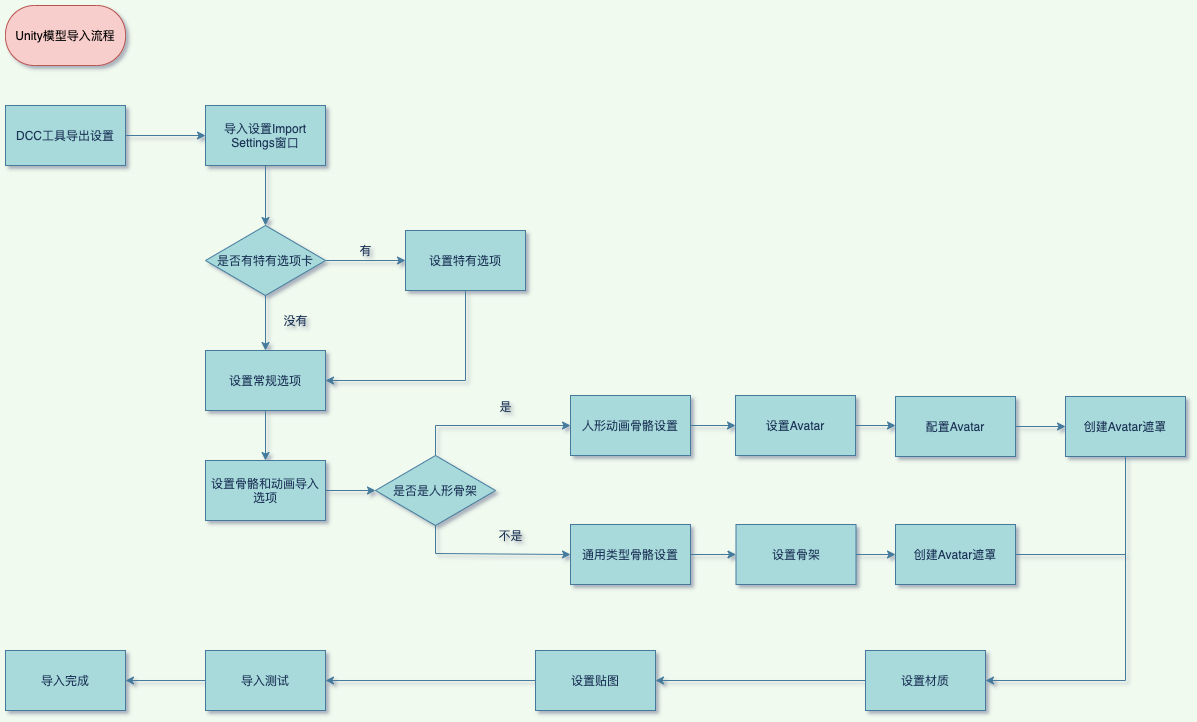 Unity模型导入流程
DCC工具导出设置
导入设置Import
Settings窗口
是否有特有选项卡
有
设置特有选项
没有
设置常规选项
设置骨骼和动画导入
选项
是否是人形骨架
是
人形动画骨骼设置
设置Avatar
配置Avatar
创建Avatar遮罩
不是
通用类型骨骼设置
设置骨架
创建Avatar遮罩
导入完成
导入测试
设置贴图
设置材质